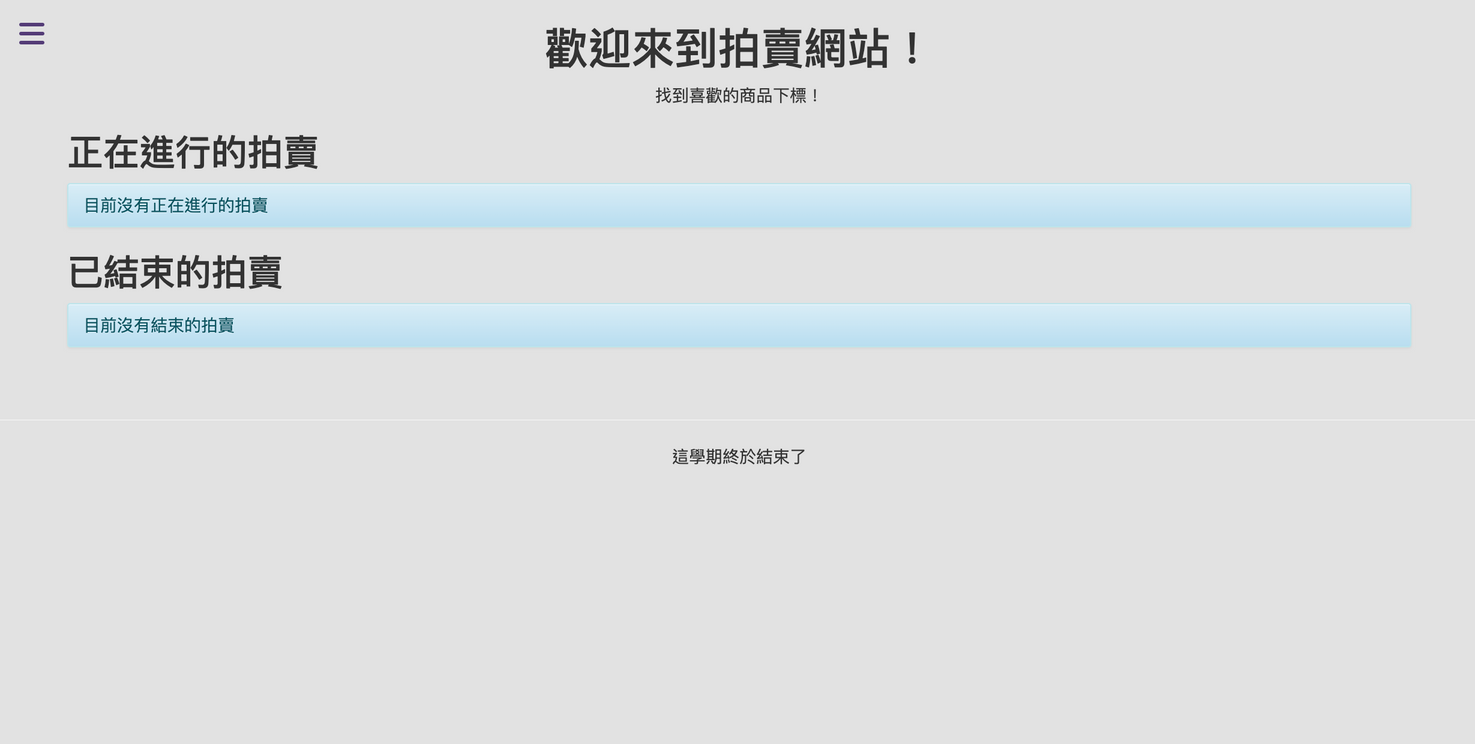 歡迎來到拍賣網站！
找到喜歡的商品下標！
正在進行的拍賣
目前沒有正在進行的拍賣
已結束的拍賣
目前沒有結束的拍賣
這學期終於結束了